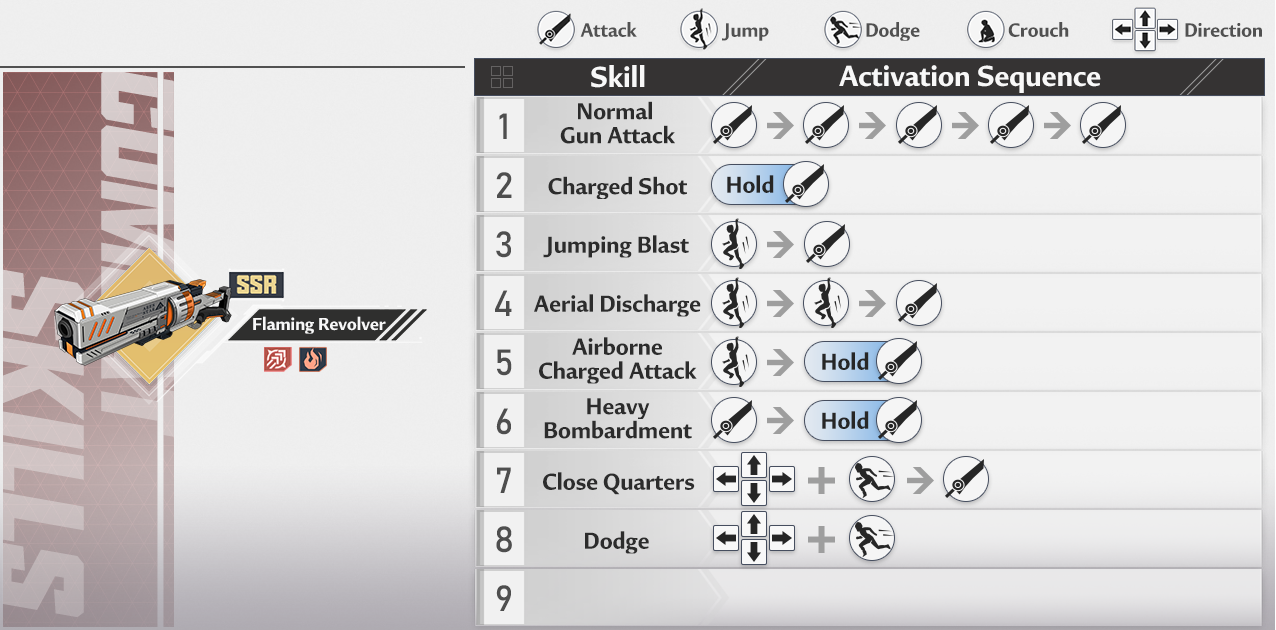 Attack
Jump
Dodge
Crouch
Direction
Skill
Activation Sequence
1
Normal
Gun Attack
2
Charged Shot
Hold
3
Jumping Blast
4
Aerial Discharge
5
Airborne
Charged Attack
Hold
6
Heavy
Bombardment
Hold
7
Close Quarters
8
Dodge
9
SSR
Flaming Revolver
SKILLS